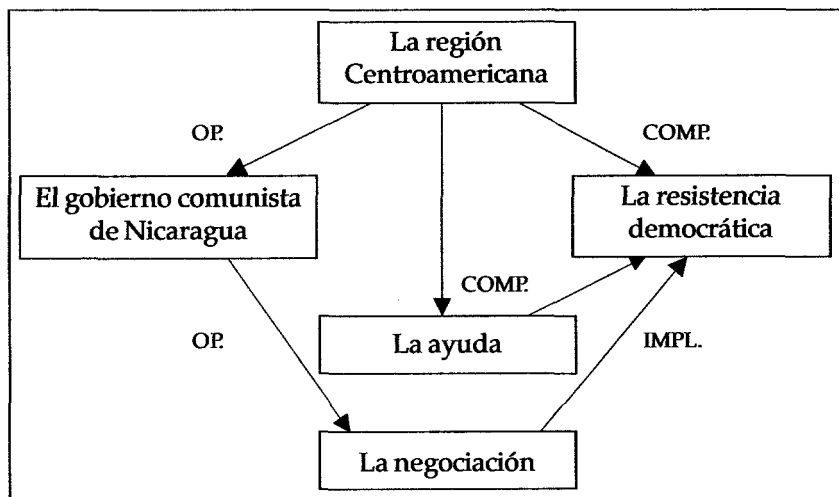 La región
Centroamericana
OP.
COMP.
El gobierno comunista
de Nicaragua
La resistencia
democrática
COMP.
OP.
La ayuda
IMPL.
La negociación